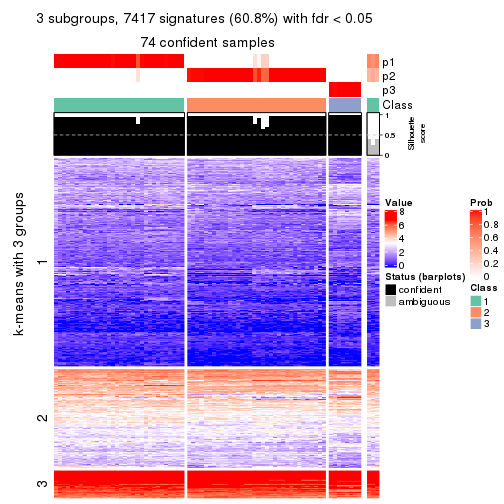 3 subgroups, 7417 signatures (60.8%) with fdr < 0.05
74 confident samples
p1
p2
p3
Class
1
0.5
0
Silhouette
score
k-means with 3 groups
1
2
3
Value
8
6
4
2
0
Status (barplots)
confident
ambiguous
Prob
1
0.8
0.6
0.4
0.2
0
Class
1
2
3